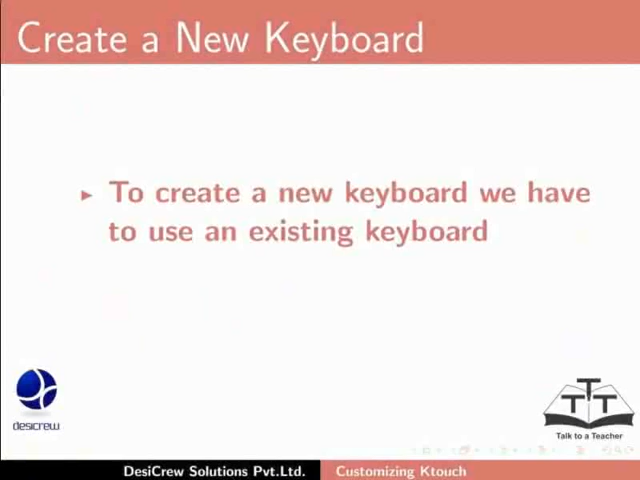 Create a New Keyboard
To create a new keyboard we have
to use an existing keyboard
desicrew
TTT
Talk to a Teacher
DesiCrew Solutions Pvt.Ltd. Customizing Ktouch